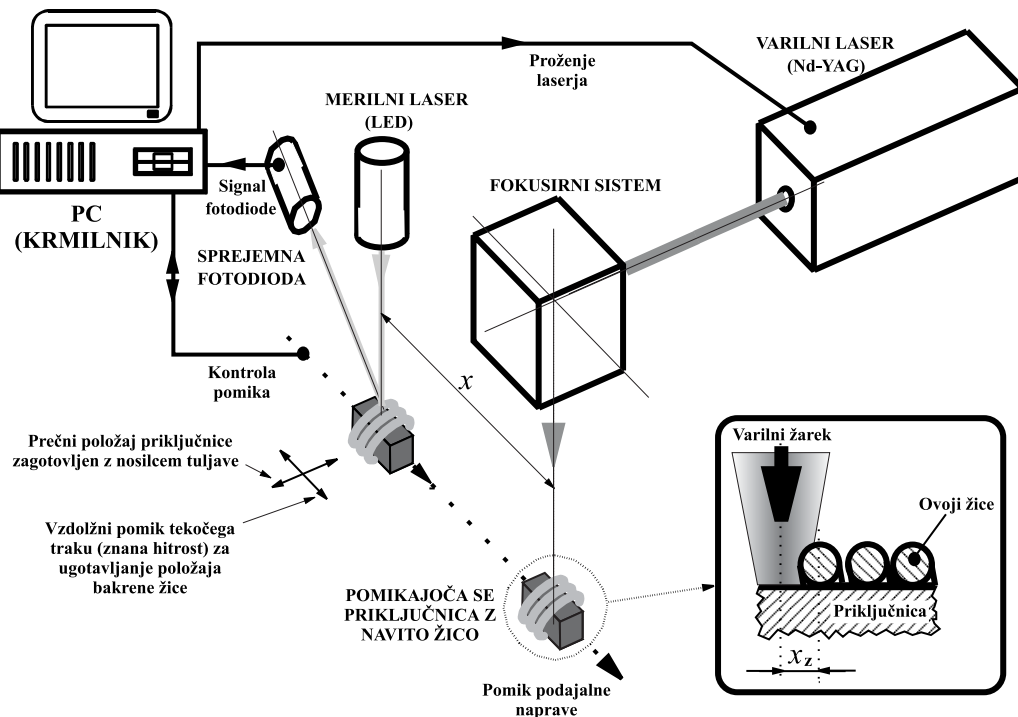 VARILNI LASER
(Nd-YAG)
Proženje
laserja
MERILNI LASER
(LED)
FOKUSIRNI SISTEM
Signal
fotodiode
PC
(KRMILNIK)
SPREJEMNA
FOTODIODA
Kontrola
pomika
x
Prečni položaj priključnice
zagotovljen z nosilcem tuljave
Vzdolžni pomik tekočega
traku (znana hitrost) za
ugotavljanje položaja
bakrene žice
POMIKAJOČA SE
PRIKLJUČNICA Z
NAVITO ŽICO
Pomik podajalne
naprave
Varilni žarek
Ovoji žice
Priključnica
xz